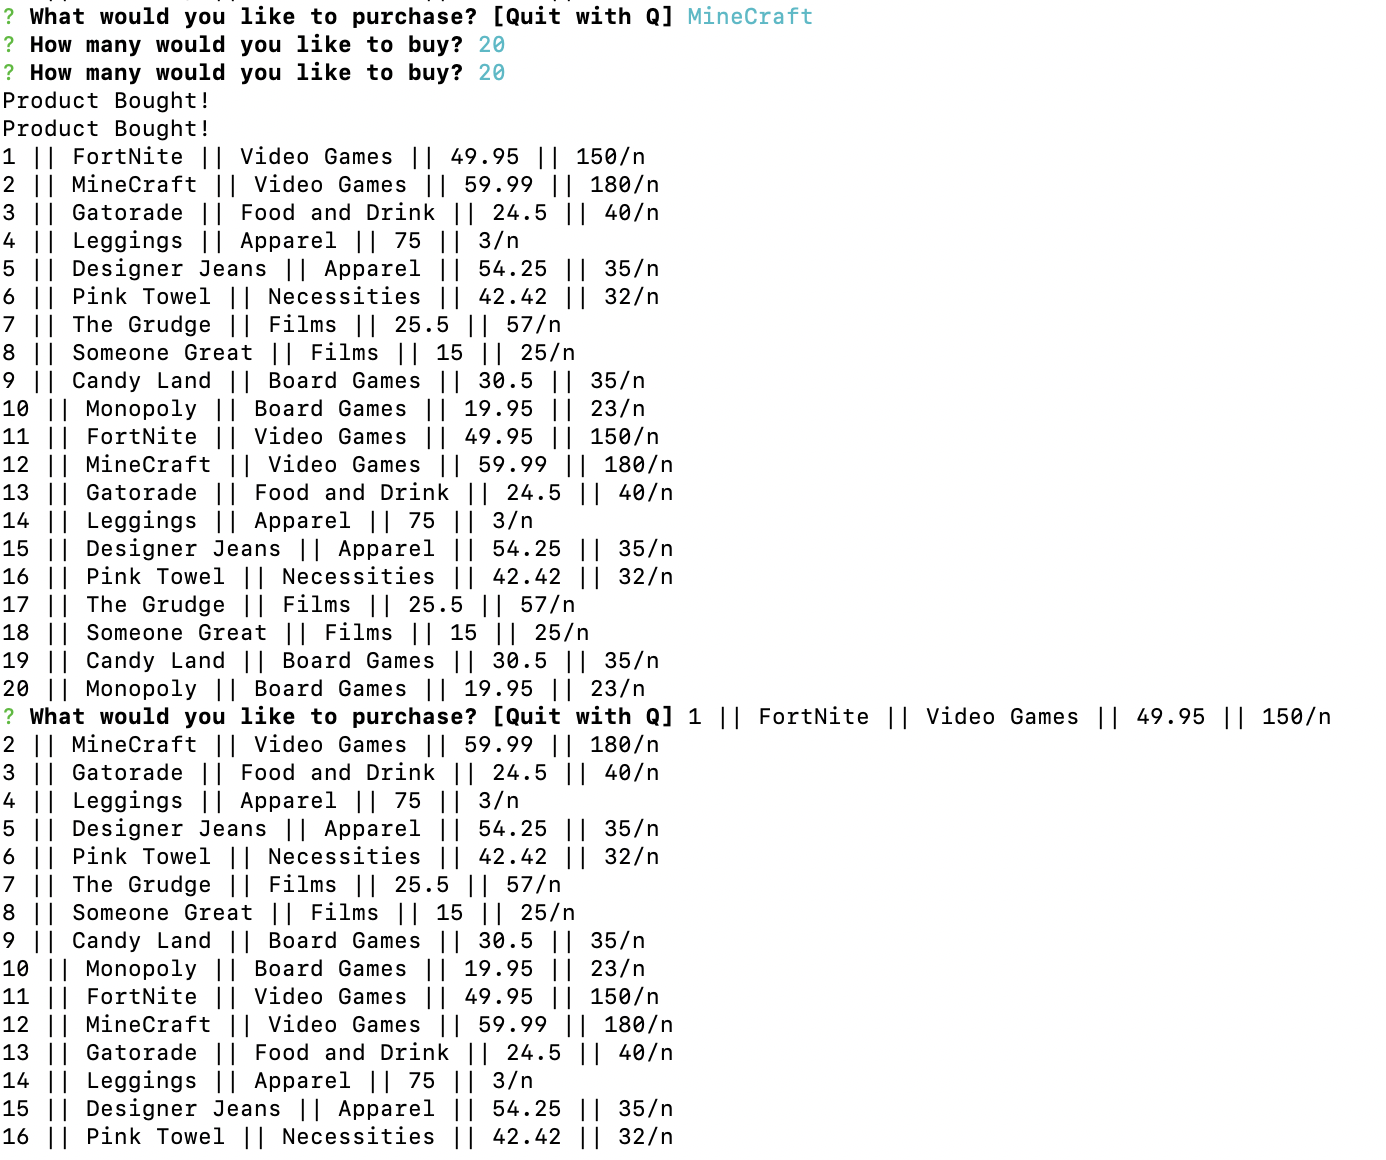 ? What would you like to purchase? [Quit with Q] MineCraft
? How many would you like to buy? 20
? How many would you like to buy? 20
Product Bought!
Product Bought!
1 || FortNite || Video Games || 49.95 || 150/n
2 || MineCraft || Video Games || 59.99 || 180/n
3 || Gatorade || Food and Drink || 24.5 || 40/n
4 || Leggings || Apparel || 75 || 3/n
5 || Designer Jeans || Apparel || 54.25 || 35/n
6 || Pink Towel || Necessities || 42.42 || 32/n
7 || The Grudge || Films || 25.5 || 57/n
8 || Someone Great || Films || 15 || 25/n
9 || Candy Land || Board Games || 30.5 || 35/n
10 || Monopoly || Board Games || 19.95 || 23/n
11 || FortNite || Video Games || 49.95 || 150/n
12 || MineCraft || Video Games || 59.99 || 180/n
13 || Gatorade || Food and Drink || 24.5 || 40/n
14 || Leggings || Apparel || 75 || 3/n
15 || Designer Jeans || Apparel || 54.25 || 35/n
16 || Pink Towel || Necessities || 42.42 || 32/n
17 || The Grudge || Films || 25.5 || 57/n
18 || Someone Great || Films || 15 || 25/n
19 || Candy Land || Board Games || 30.5 || 35/n
20 || Monopoly || Board Games || 19.95 || 23/n
? What would you like to purchase? [Quit with Q] 1 || FortNite || Video Games || 49.95 || 150/n
2 || MineCraft || Video Games || 59.99 || 180/n
3 || Gatorade || Food and Drink || 24.5 || 40/n
4 || Leggings || Apparel || 75 || 3/n
5 || Designer Jeans || Apparel || 54.25 || 35/n
6 || Pink Towel || Necessities || 42.42 || 32/n
7 || The Grudge || Films || 25.5 || 57/n
8 || Someone Great || Films || 15 || 25/n
9 || Candy Land || Board Games || 30.5 || 35/n
10 || Monopoly || Board Games || 19.95 || 23/n
11 || FortNite || Video Games || 49.95 || 150/n
12 || MineCraft || Video Games || 59.99 || 180/n
13 || Gatorade || Food and Drink || 24.5 || 40/n
14 || Leggings || Apparel || 75 || 3/n
15 || Designer Jeans || Apparel || 54.25 || 35/n
16 || Pink Towel || Necessities || 42.42 || 32/n